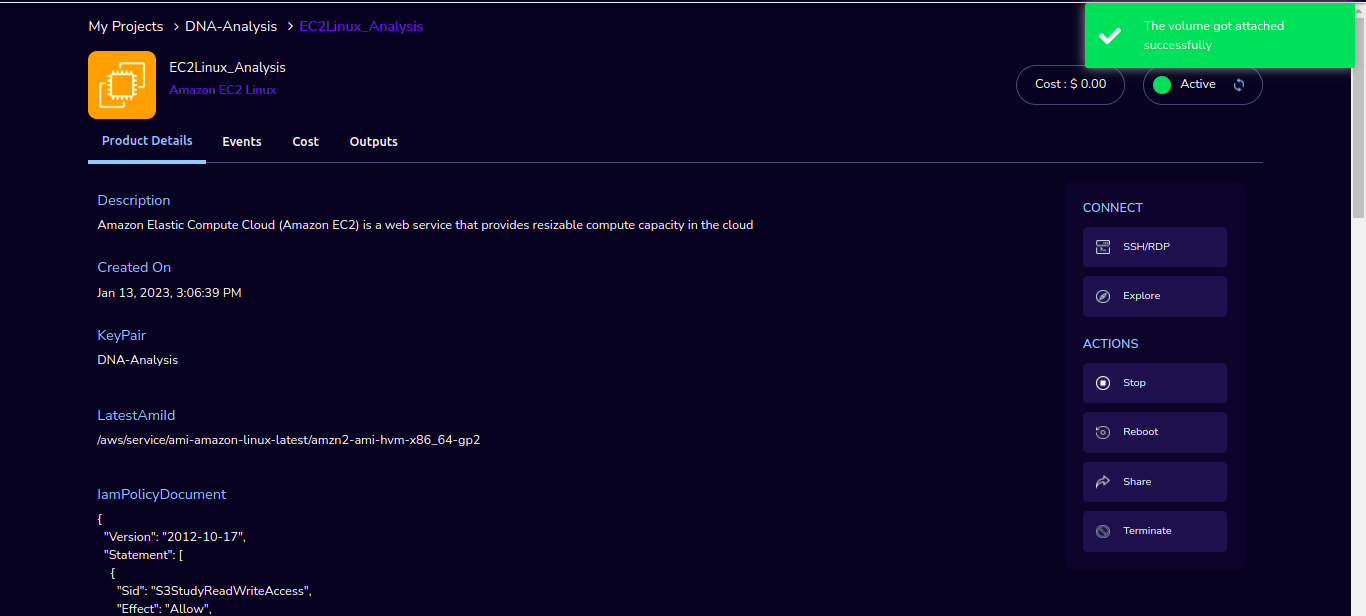 My Projects > DNA-Analysis > EC2Linux_Analysis
The volume got attached
successfully
EC2Linux_Analysis
Amazon EC2 Linux
Cost : $ 0.00
Active
Product Details
Events
Cost
Outputs
Description
Amazon Elastic Compute Cloud (Amazon EC2) is a web service that provides resizable compute capacity in the cloud
Created On
Jan 13, 2023, 3:06:39 PM
KeyPair
DNA-Analysis
LatestAmiId
/aws/service/ami-amazon-linux-latest/amzn2-ami-hvm-x86_64-gp2
IamPolicyDocument
{
"Version": "2012-10-17",
"Statement": [
{
"Sid": "S3StudyReadWriteAccess",
"Effect": "Allow",
CONNECT
SSH/RDP
Explore
ACTIONS
Stop
Reboot
Share
Terminate